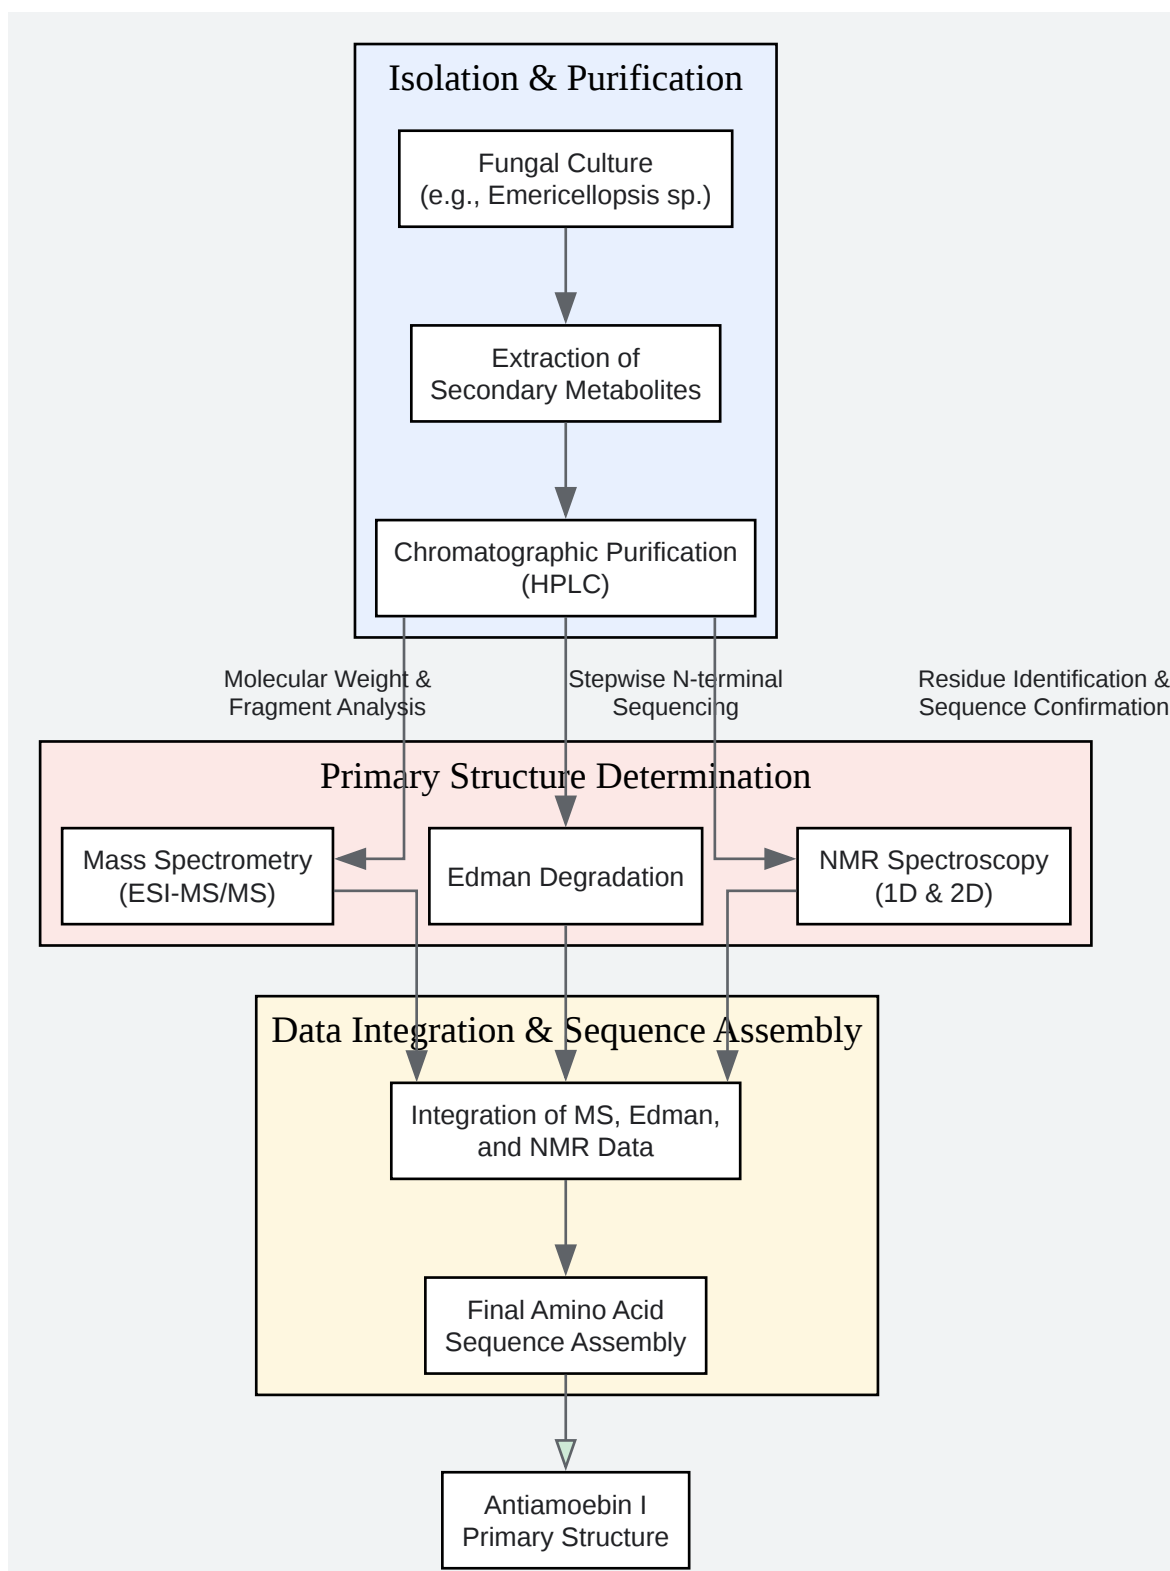 Isolation & Purification
Fungal Culture
(e.g., Emericellopsis sp.)
Extraction of
Secondary Metabolites
Chromatographic Purification
(HPLC)
Molecular Weight &
Fragment Analysis
Stepwise N-terminal
Sequencing
Residue Identification &
Sequence Confirmation
Primary Structure Determination
Mass Spectrometry
(ESI-MS/MS)
Edman Degradation
NMR Spectroscopy
(1D & 2D)
Data Integration & Sequence Assembly
Integration of MS, Edman,
and NMR Data
Final Amino Acid
Sequence Assembly
Antiamoebin I
Primary Structure